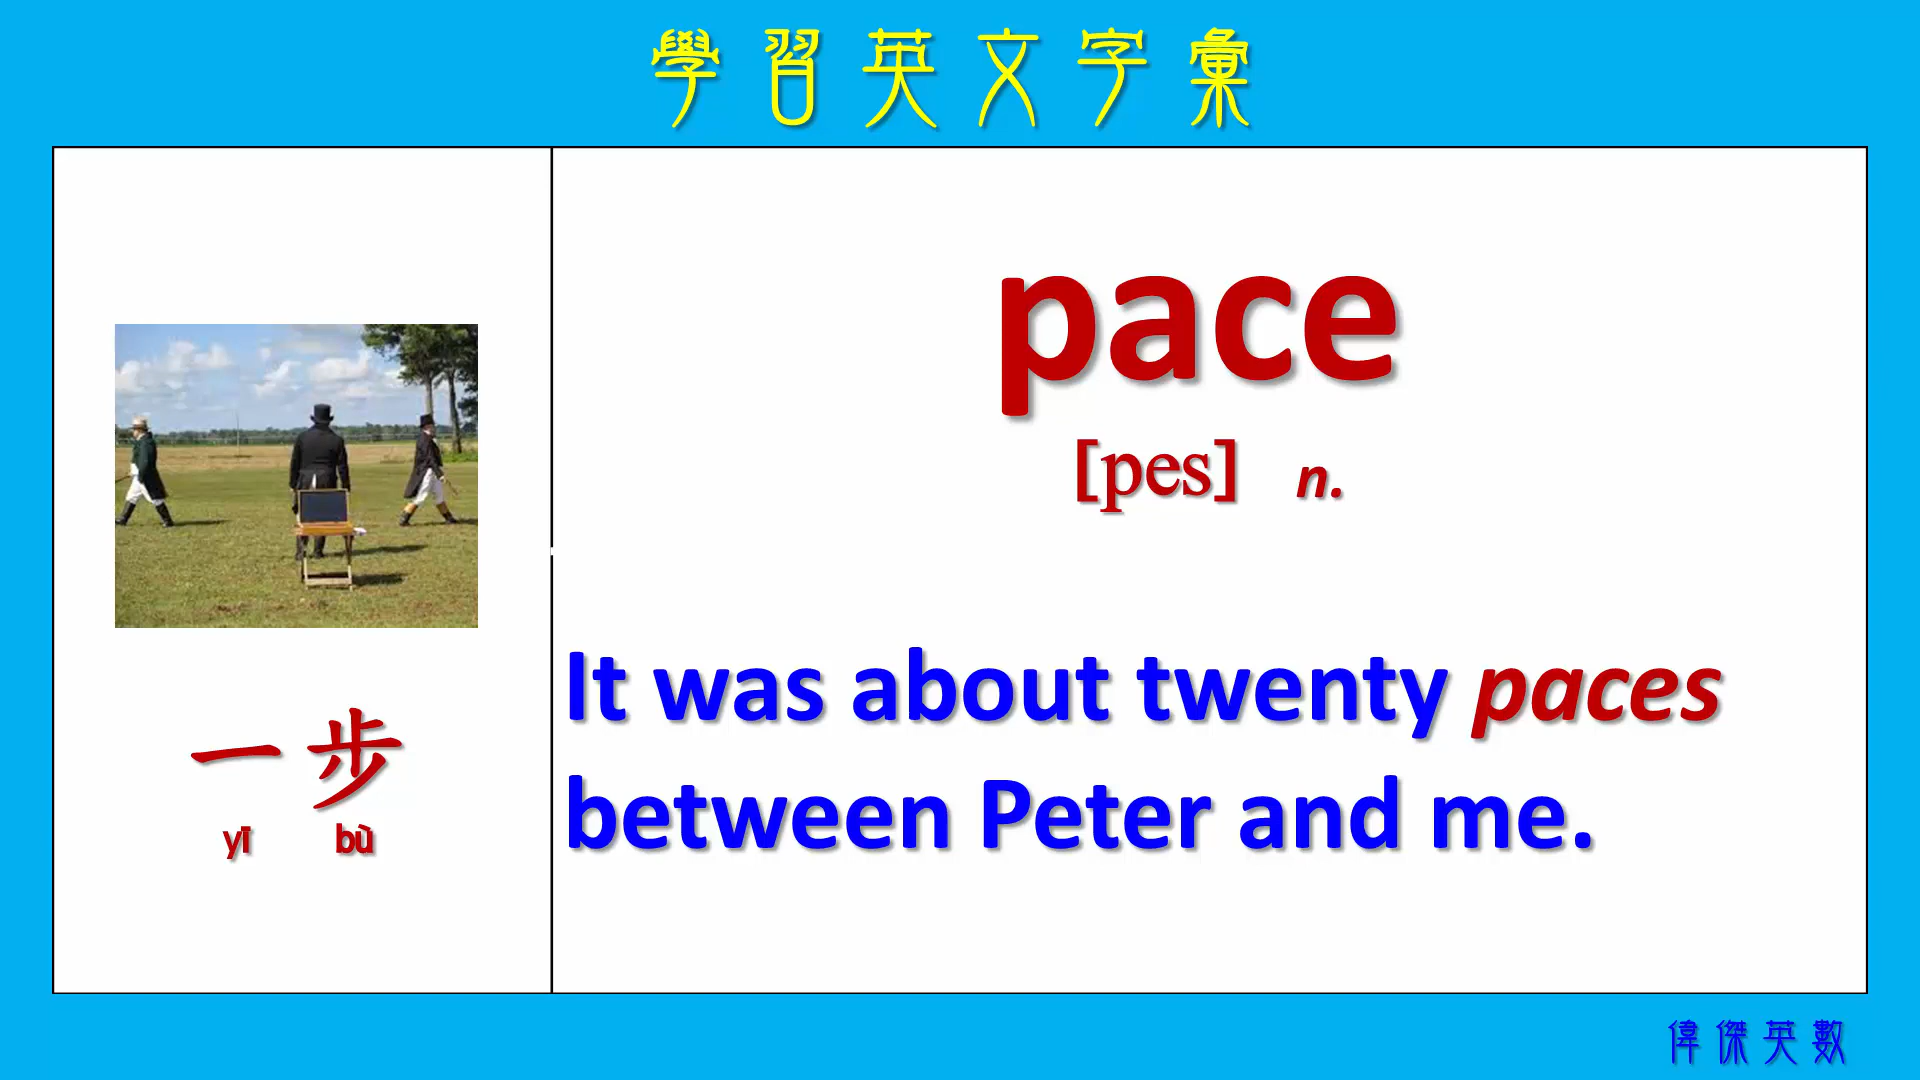 學習英文字彙
pace
[pes] n.
It was about twenty paces
between Peter and me.
一步
yī bù
偉傑英數